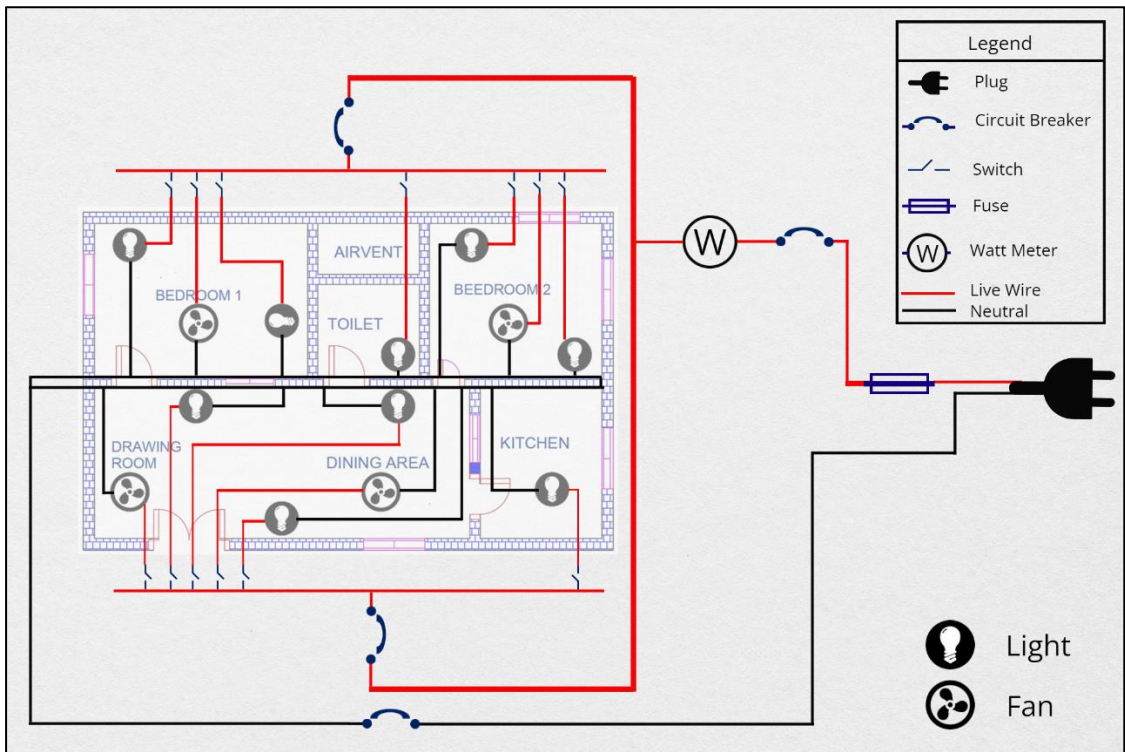 Legend
Plug
Circuit Breaker
Switch
Fuse
W
Watt Meter
Live Wire
Neutral
W
AIRVENT
BEDROOM 1
BEEDROOM 2
TOILET
DRAWING
ROOM
DINING AREA
KITCHEN
Light
Fan